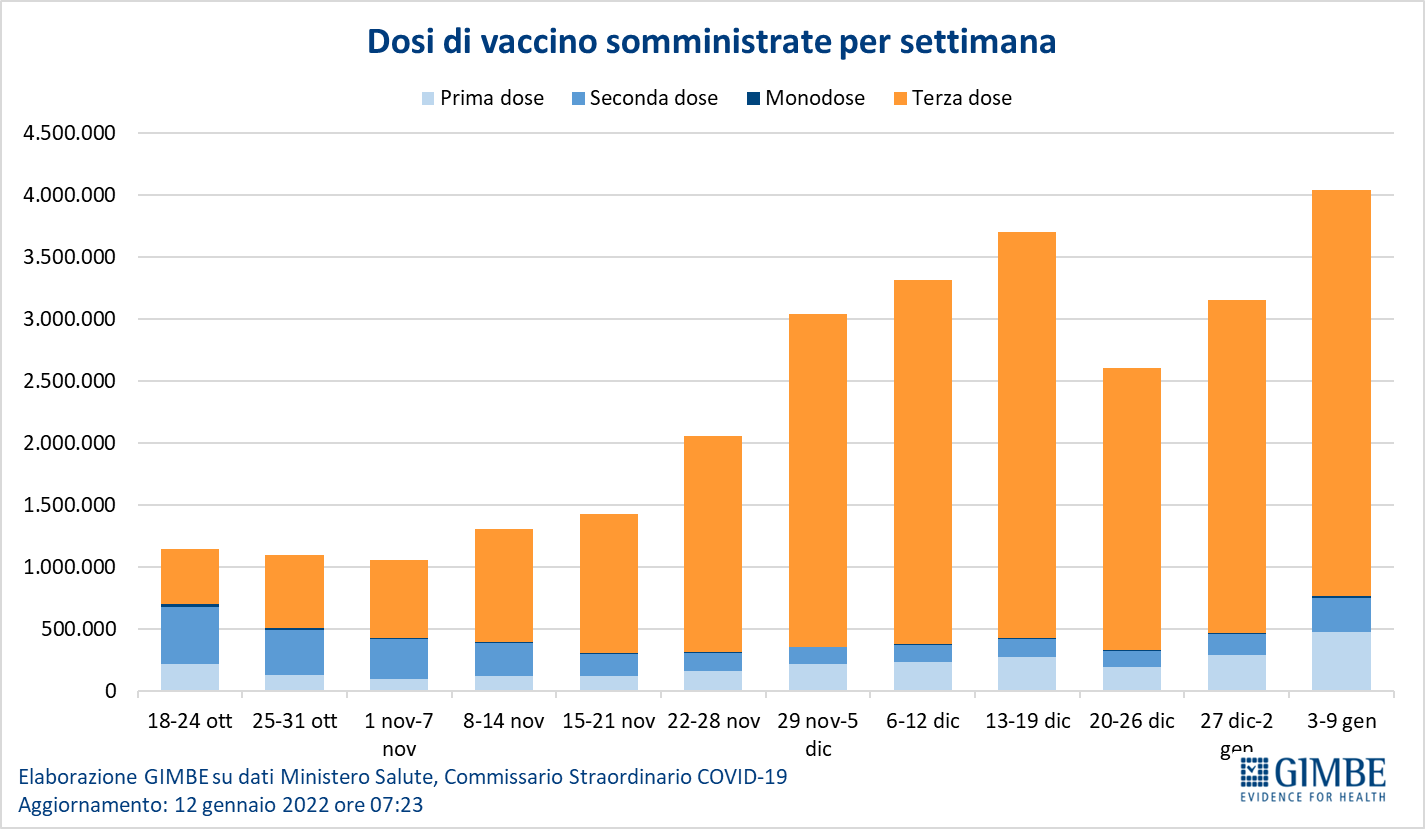 Dosi di vaccino somministrate per settimana
Prima dose Seconda dose Monodose Terza dose
4.500.000
4.000.000
3.500.000
3.000.000
2.500.000
2.000.000
1.500.000
1.000.000
500.000
0
18-24 ott 25-31 ott 1 nov-7 8-14 nov 15-21 nov 22-28 nov 29 nov-5 6-12 dic 13-19 dic 20-26 dic 27 dic-2 3-9 gen
nov dic gen
Elaborazione GIMBE su dati Ministero Salute, Commissario Straordinario COVID-19
Aggiornamento: 12 gennaio 2022 ore 07:23
GIMBE
EVIDENCE FOR HEALTH